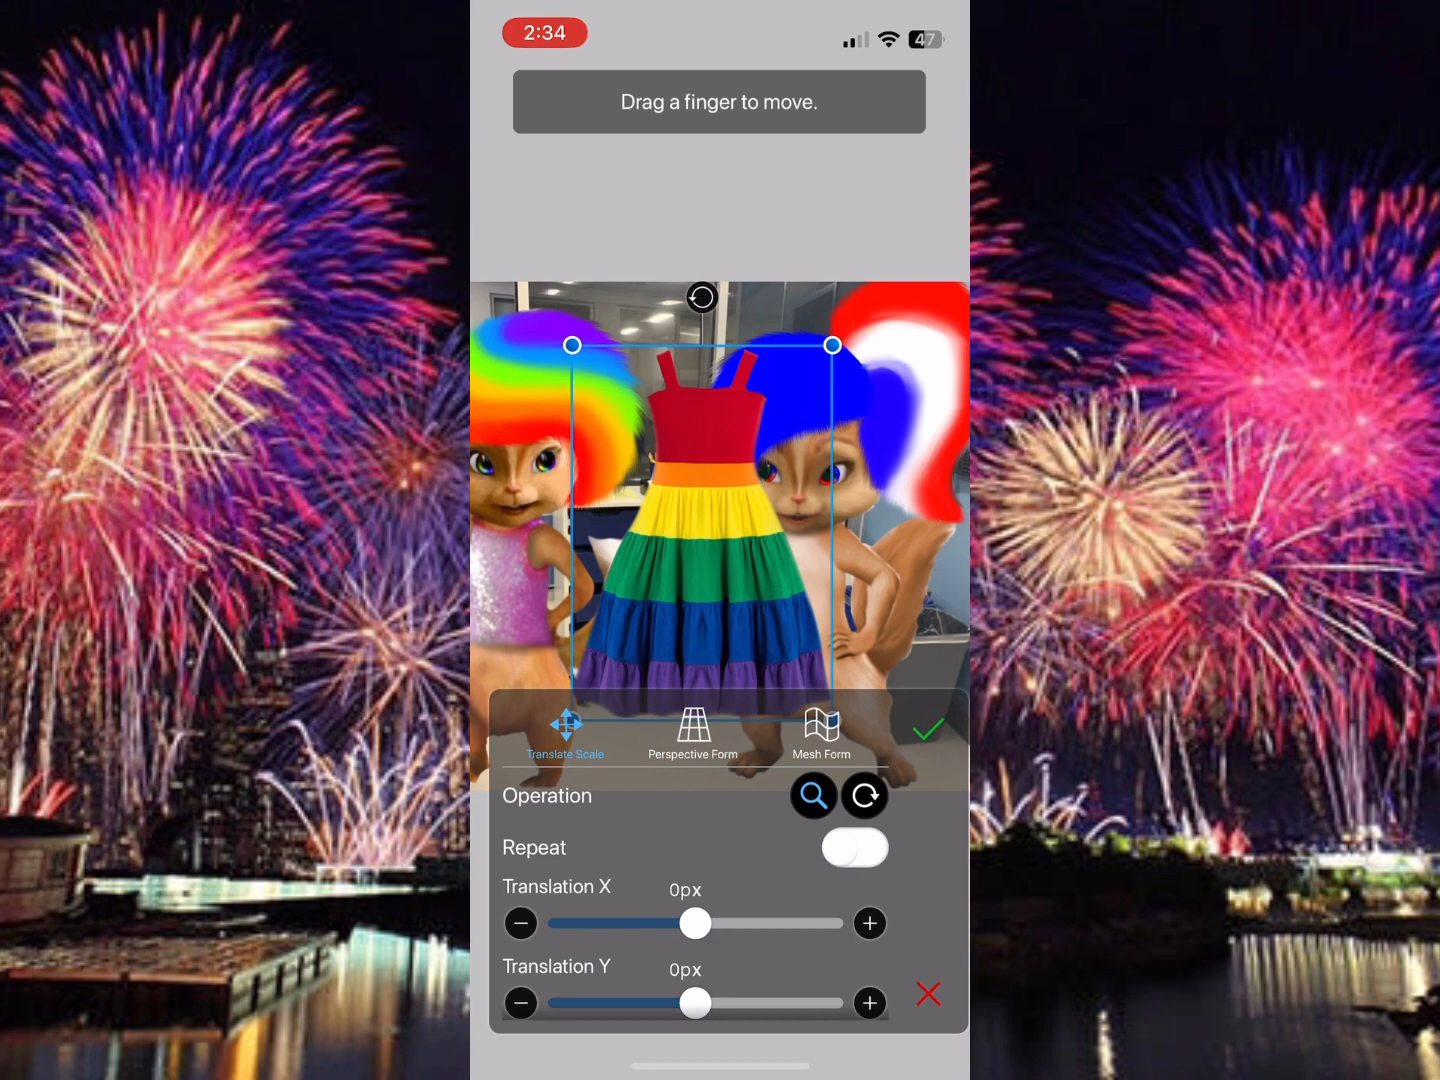 2:34
47
Drag a finger to move.
Translate Scale
Perspective Form
Mesh Form
Operation
Repeat
Translation X
0px
Translation Y
0px